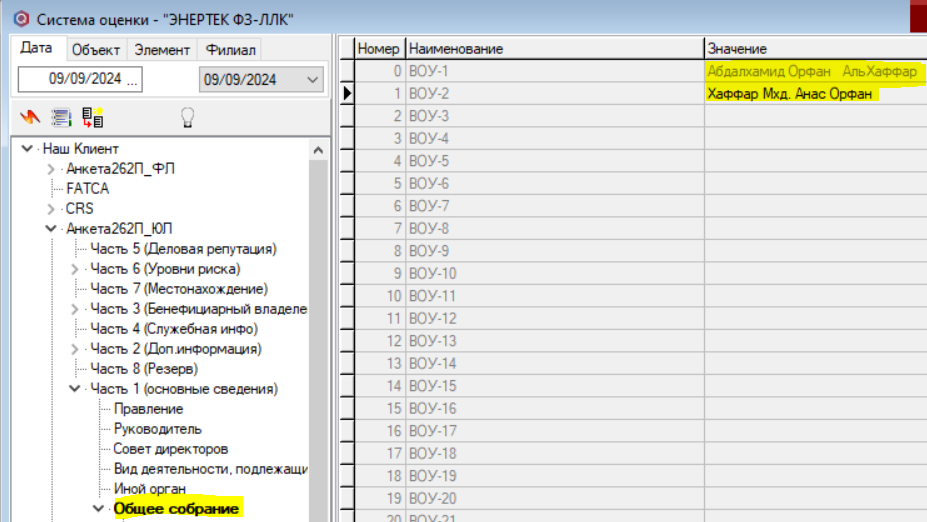 Система оценки - "ЭНЕРТЕК ФЗ-ЛЛК"
Дата Объект Элемент Филиал
09/09/2024 ... 09/09/2024
Наш Клиент
Анкета262П_ФП
FATCA
CRS
Анкета262П_ЮП
Часть 5 (Деловая репутация)
Часть 6 (Уровни риска)
Часть 7 (Местонахождение)
Часть 3 (Бенефициарный владеле
Часть 4 (Служебная инфо)
Часть 2 (Доп.информация)
Часть 8 (Резерв)
Часть 1 (основные сведения)
Правление
Руководитель
Совет директоров
Вид деятельности, подлежащи
Иной орган
Общее собрание
Номер Наименование Значение
0 ВОУ-1 Абдалхамид Орфан АльХаффар
1 ВОУ-2 Хаффар Мхд. Анас Орфан
2 ВОУ-3
3 ВОУ-4
4 ВОУ-5
5 ВОУ-6
6 ВОУ-7
7 ВОУ-8
8 ВОУ-9
9 ВОУ-10
10 ВОУ-11
11 ВОУ-12
12 ВОУ-13
13 ВОУ-14
14 ВОУ-15
15 ВОУ-16
16 ВОУ-17
17 ВОУ-18
18 ВОУ-19
19 ВОУ-20
20 ВОУ-21